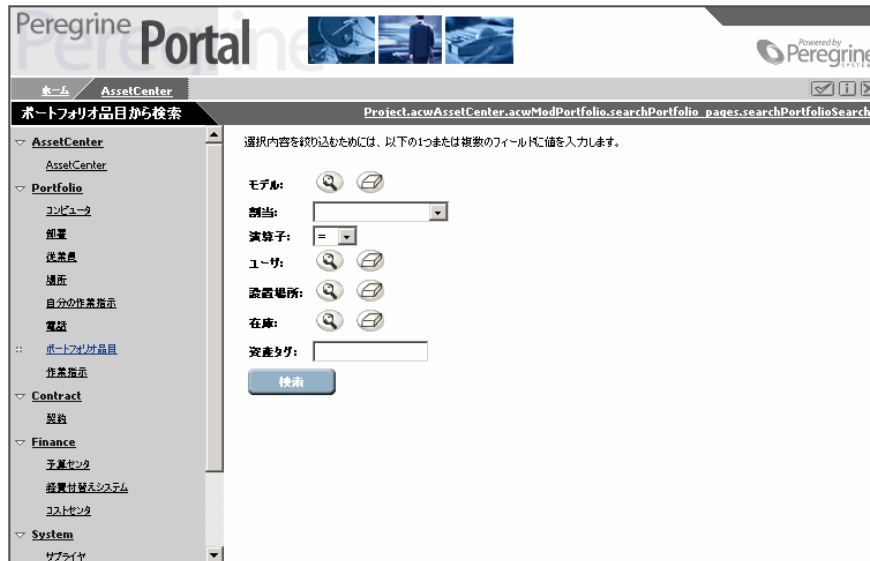 Peregrine Portal
Powered by
Peregrine
SYSTEMS
ホーム AssetCenter
ポートフォリオ品目から検索
Project.acwAssetCenter.acwModPortfolio.searchPortfolio_pages.searchPortfolioSearch
AssetCenter
AssetCenter
Portfolio
コンピュータ
部署
従業員
場所
自分の作業指示
電話
ポートフォリオ品目
作業指示
Contract
契約
Finance
予算センタ
経費付替えシステム
コストセンタ
System
サプライヤ
選択内容を絞り込むためには、以下の1つまたは複数のフィールドに値を入力します。
モデル:
割当:
演算子: =
ユーザ:
設置場所:
在庫:
資産タグ:
検索